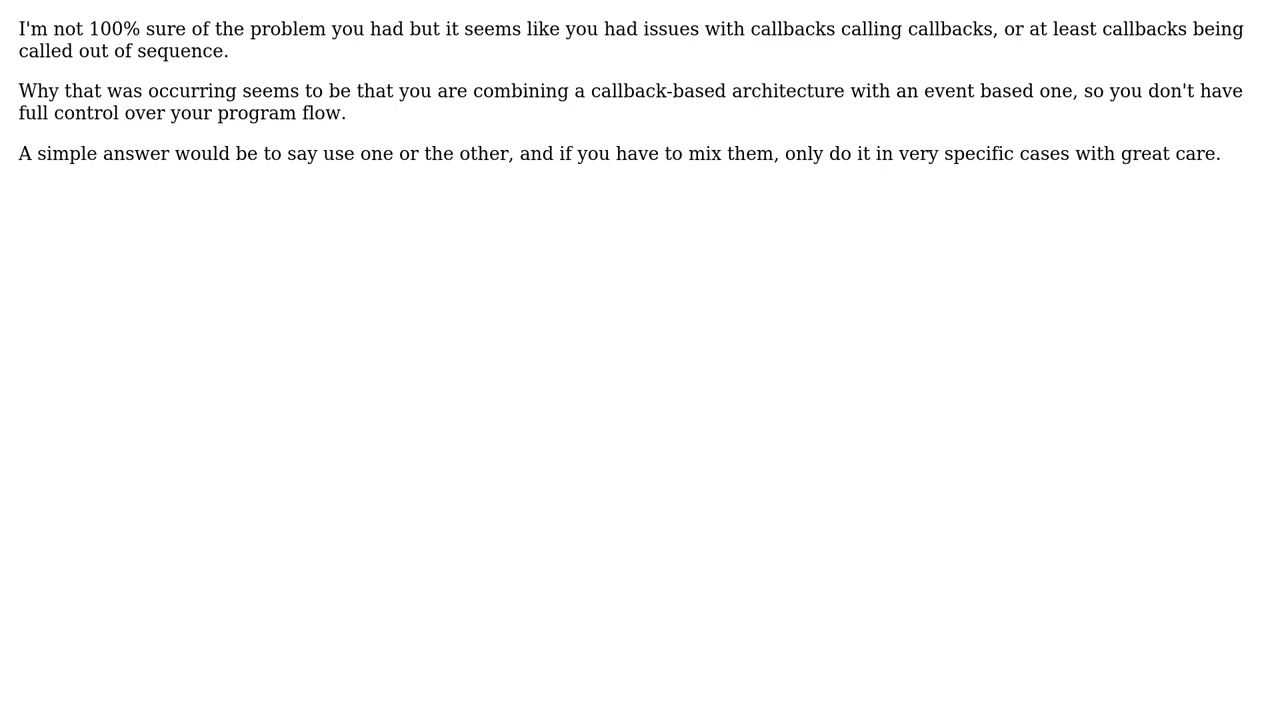 I'm not 100% sure of the problem you had but it seems like you had issues with callbacks calling callbacks, or at least callbacks being
called out of sequence.
Why that was occurring seems to be that you are combining a callback-based architecture with an event based one, so you don't have
full control over your program flow.
A simple answer would be to say use one or the other, and if you have to mix them, only do it in very specific cases with great care.